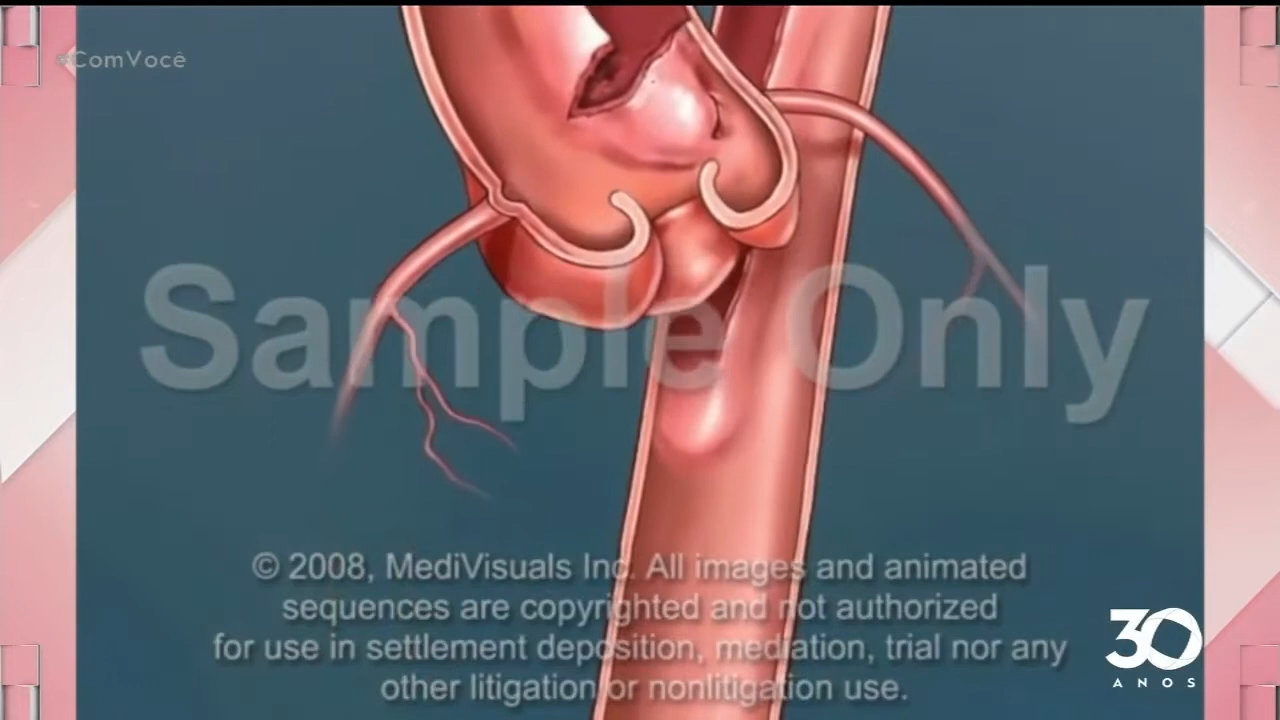 #ComVocê
Sample Only
© 2008, MediVisuals Inc. All images and animated
sequences are copyrighted and not authorized
for use in settlement deposition, mediation, trial nor any
other litigation or nonlitigation use.
30
ANOS